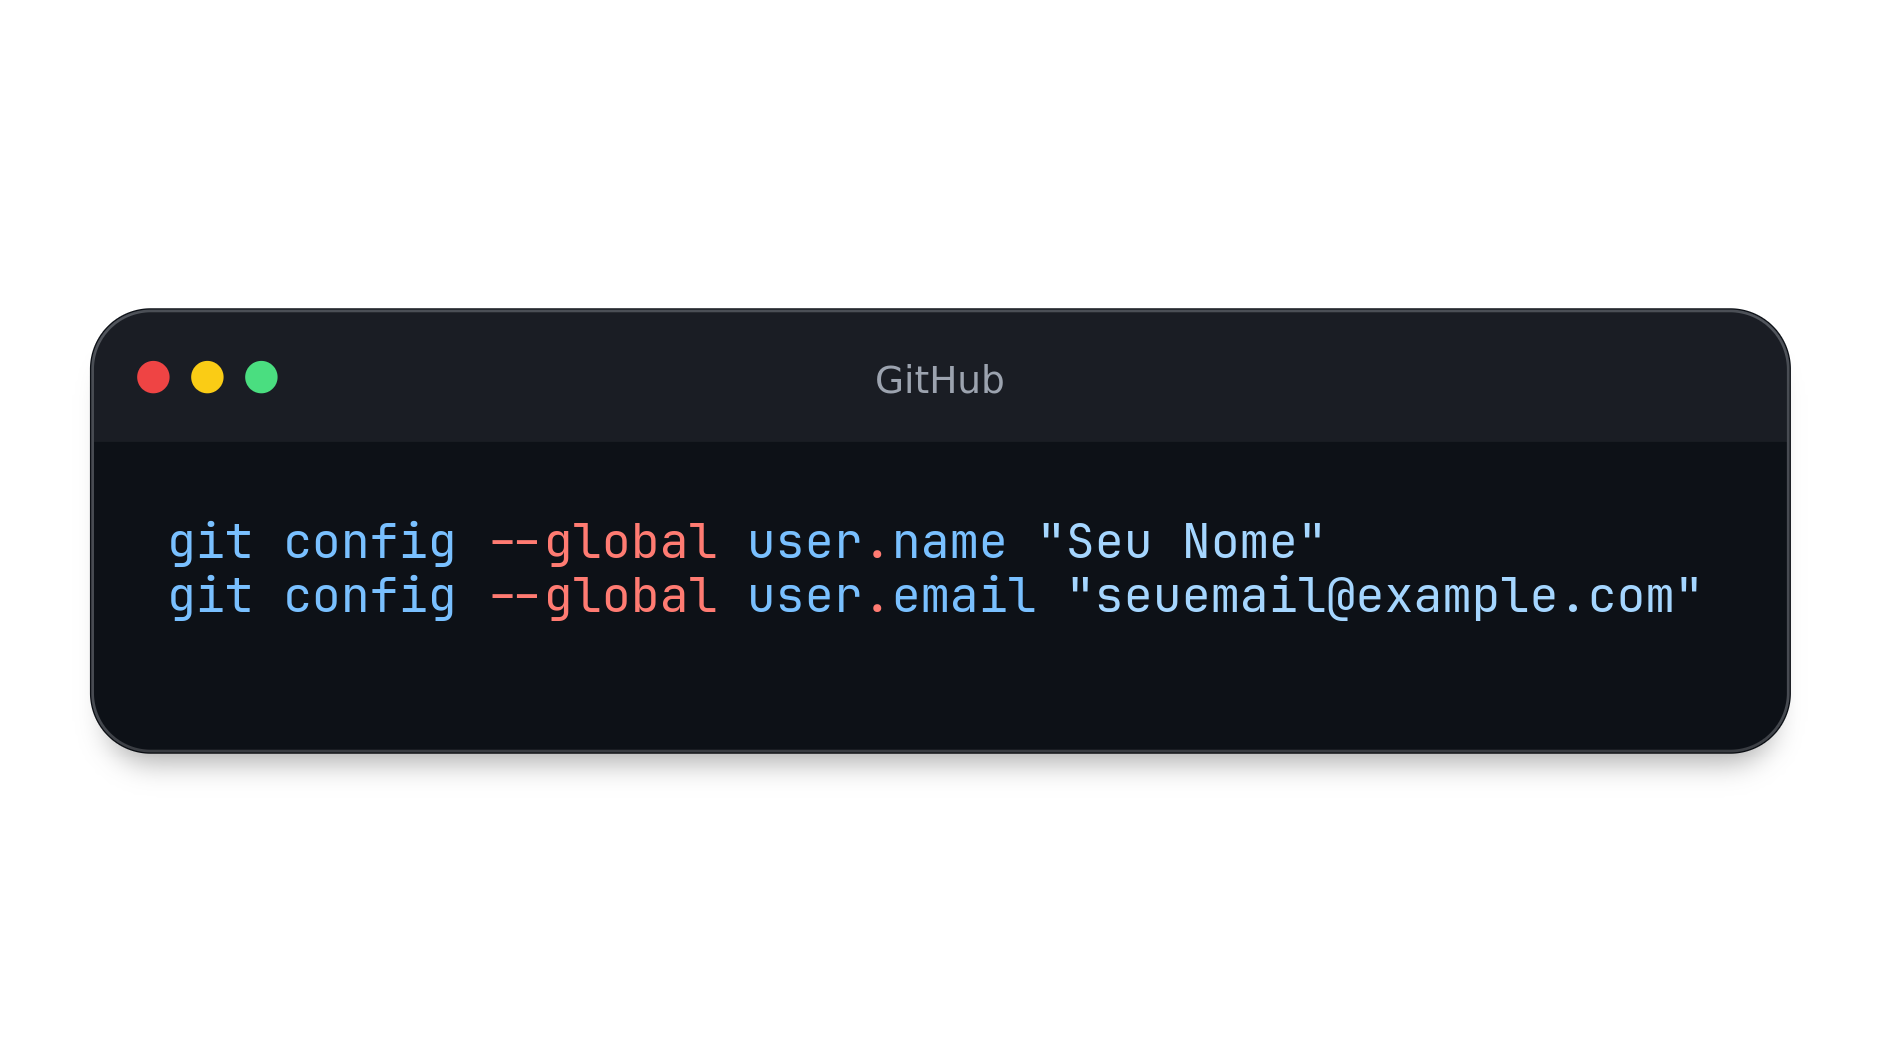 GitHub
git config --global user.name "Seu Nome"
git config --global user.email "seuemail@example.com"